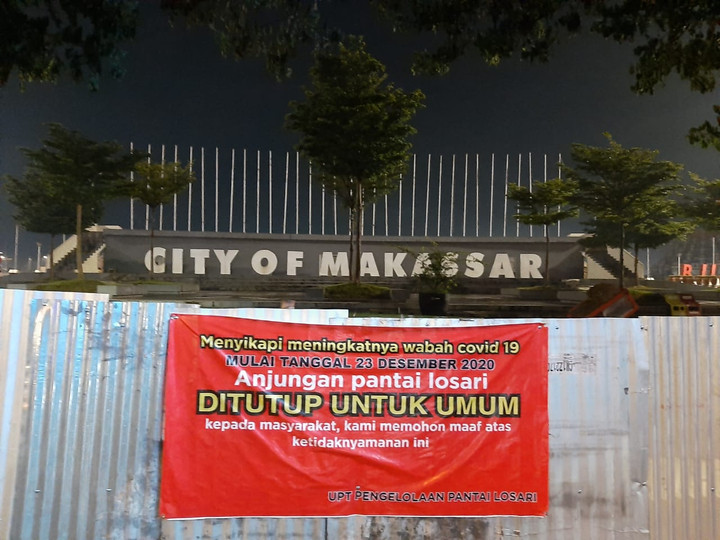 CITY OF MAKASSAR
Menyikapi meningkatnya wabah covid 19
MULAI TANGGAL 23 DESEMBER 2020
Anjungan pantai losari
DITUTUP UNTUK UMUM
kepada masyarakat, kami memohon maaf atas
ketidaknyamanan ini
UPT PENGELOLAAN PANTAI LOSARI